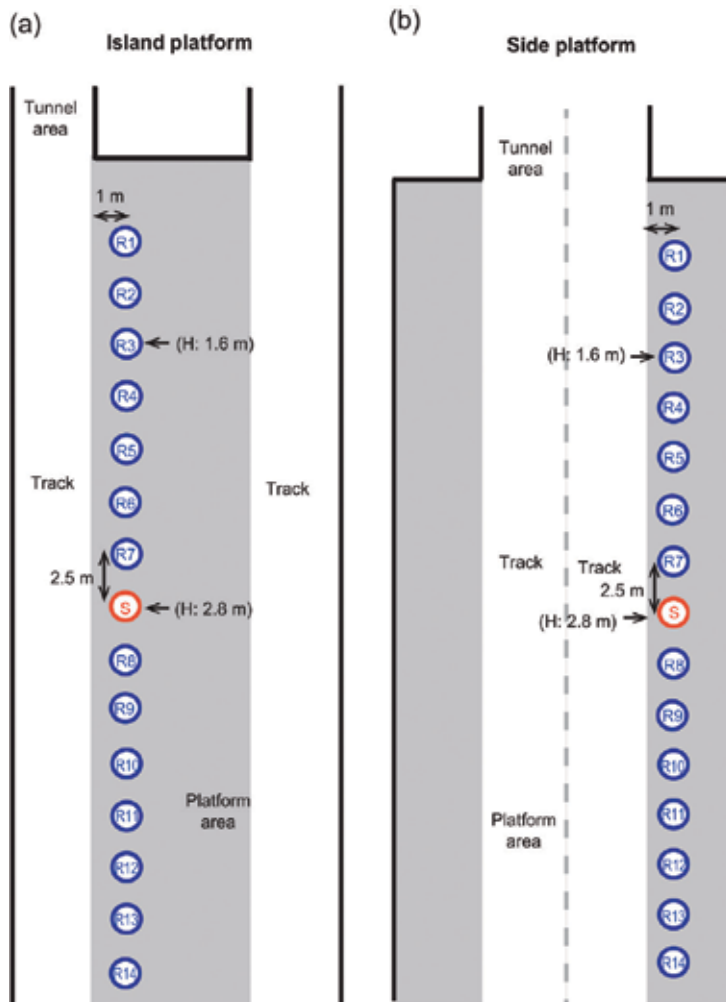 (a)
Island platform
Tunnel
area
1 m
R1
R2
R3
(H: 1.6 m)
R4
R5
Track
Track
R6
R7
2.5 m
S
(H: 2.8 m)
R8
R9
R10
R11
Platform
area
R12
R13
R14
(b)
Side platform
Tunnel
area
1 m
R1
R2
(H: 1.6 m)
R3
R4
R5
R6
R7
Track
Track
2.5 m
S
(H: 2.8 m)
R8
R9
R10
R11
Platform
area
R12
R13
R14